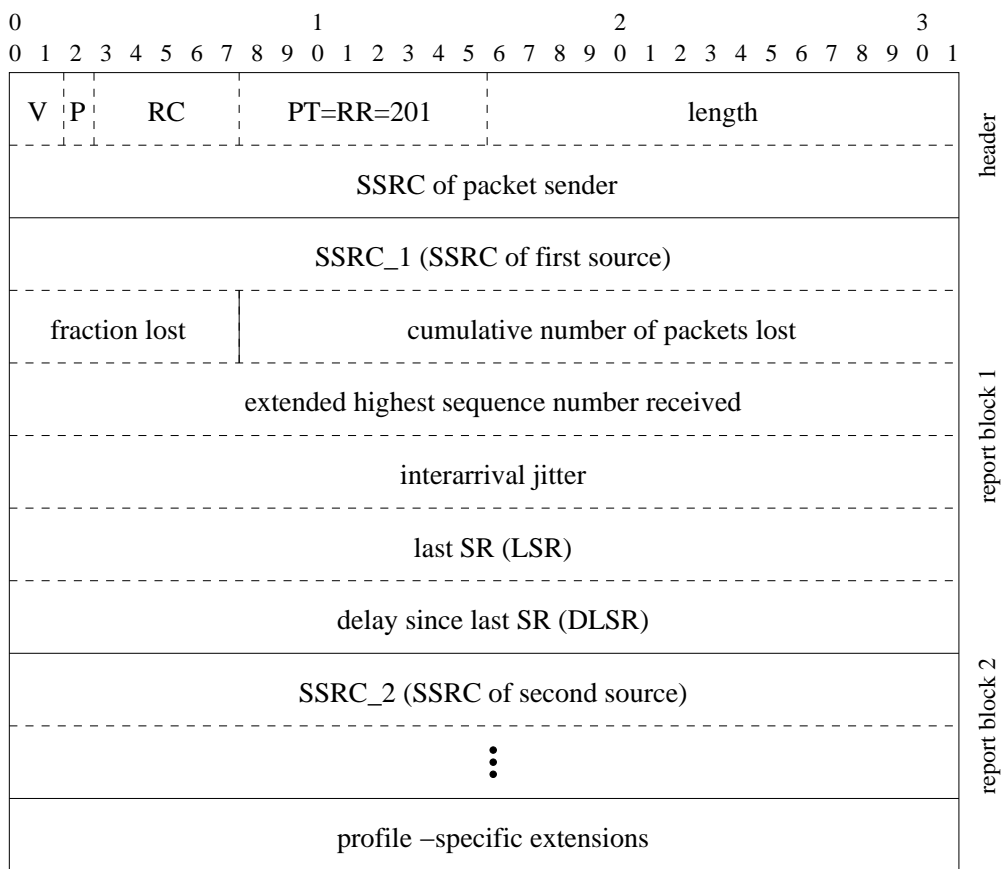 0 1 2 3
0 1 2 3 4 5 6 7 8 9 0 1 2 3 4 5 6 7 8 9 0 1 2 3 4 5 6 7 8 9 0 1
V P RC PT=RR=201 length
header
SSRC of packet sender
SSRC_1 (SSRC of first source)
fraction lost cumulative number of packets lost
extended highest sequence number received
report block 1
interarrival jitter
last SR (LSR)
delay since last SR (DLSR)
SSRC_2 (SSRC of second source)
report block 2
profile −specific extensions